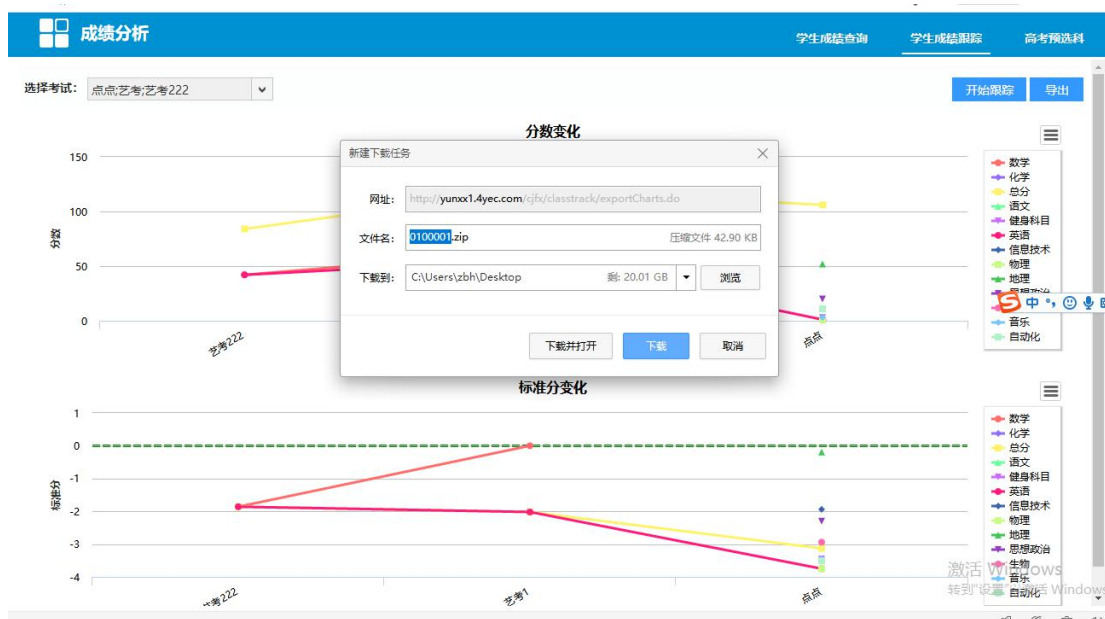 成绩分析
学生成绩查询 学生成绩跟踪 高考预选科
选择考试: 点点;艺考;艺考222 开始跟踪 导出
分数变化
新建下载任务
网址: http://yunxx1.4yec.com/cjfx/classtrack/exportCharts.do
文件名: 0100001.zip 压缩文件 42.90 KB
下载到: C:\Users\zbh\Desktop 剩: 20.01 GB 浏览
下载并打开 下载 取消
150
100
50
0
分数
艺考222
点点
数学
化学
总分
语文
健身科目
英语
信息技术
物理
地理
思想政治
音乐
自动化
中
标准分变化
1
0
-1
-2
-3
-4
标准分
艺考222
艺考1
点点
数学
化学
总分
语文
健身科目
英语
信息技术
物理
地理
思想政治
生物
音乐
自动化
激活 Windows